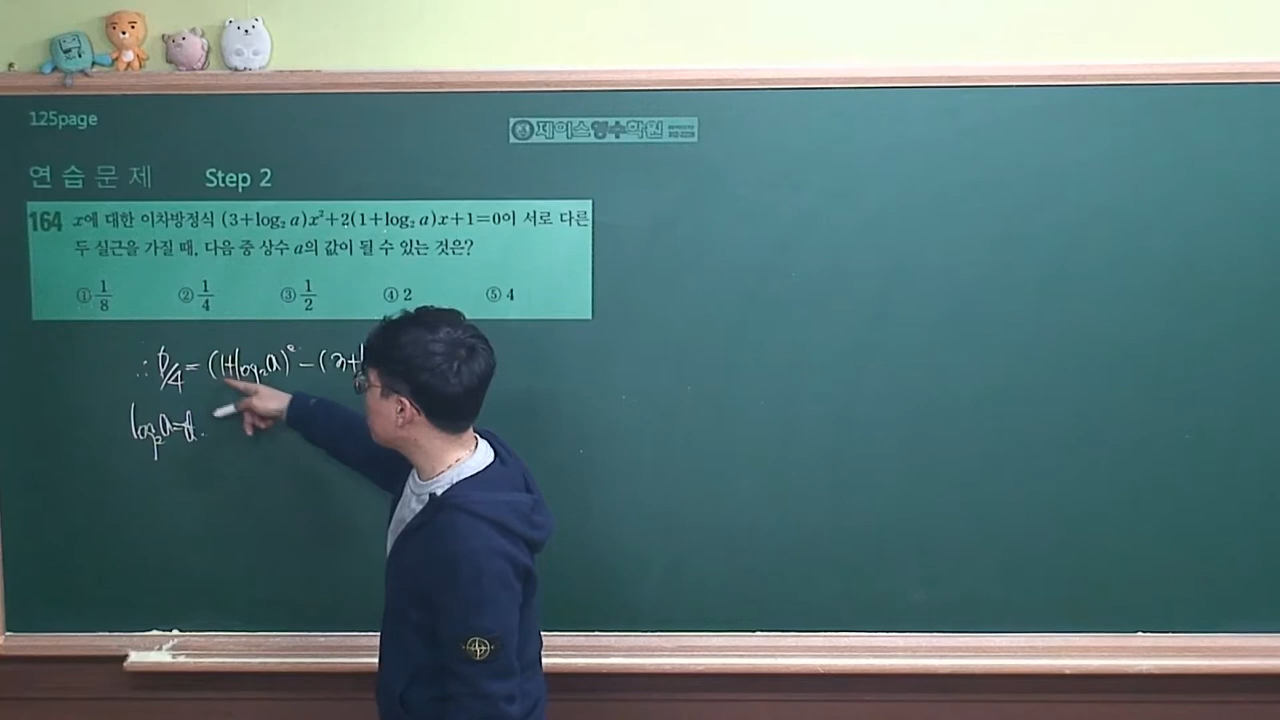 125page
제이스영수학원
연습문제 Step 2
164 x에 대한 이차방정식 (3+log₂ a)x²+2(1+log₂ a)x+1=0이 서로 다른
두 실근을 가질 때, 다음 중 상수 a의 값이 될 수 있는 것은?
① 1/8 ② 1/4 ③ 1/2 ④ 2 ⑤ 4
∴ D/4 = (1+log₂a)² - (3+l
log₂a=